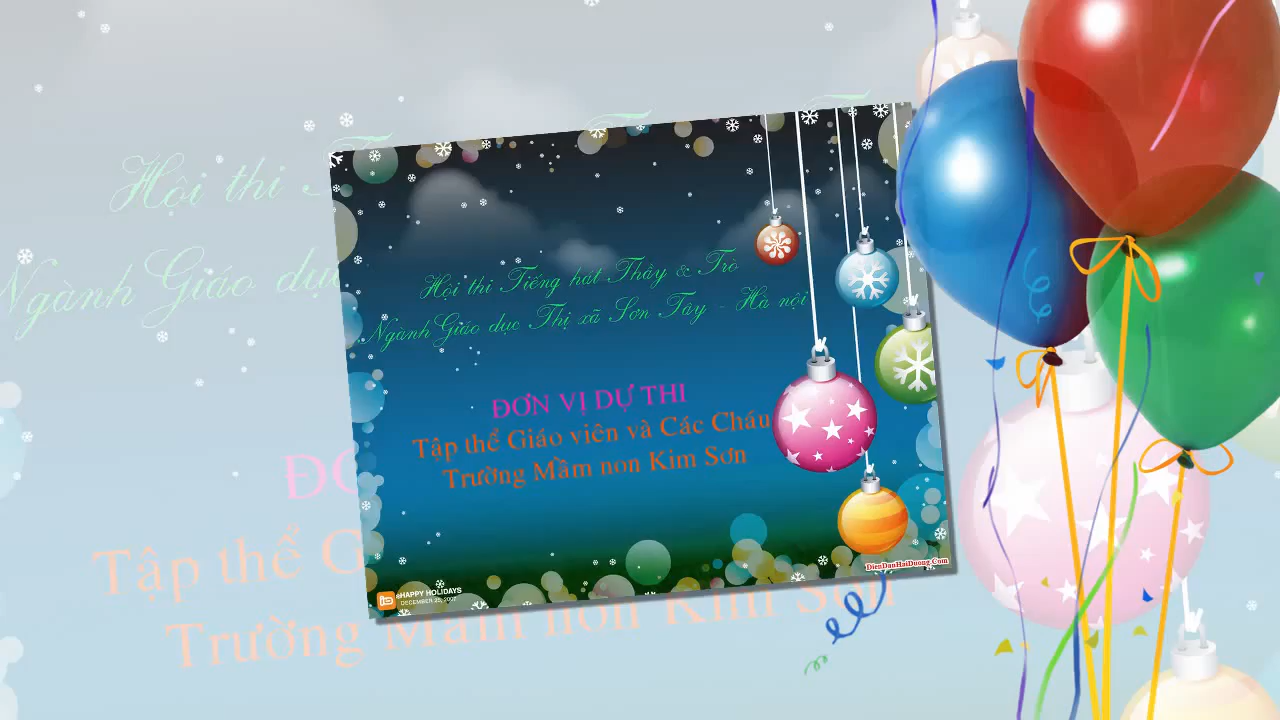 Hội thi Tiếng hát Thầy & Trò
Ngành Giáo dục Thị xã Sơn Tây - Hà nội
ĐƠN VỊ DỰ THI
Tập thể Giáo viên và Các Cháu
Trường Mầm non Kim Sơn
HAPPY HOLIDAYS
DienDanHaiDuong.Com